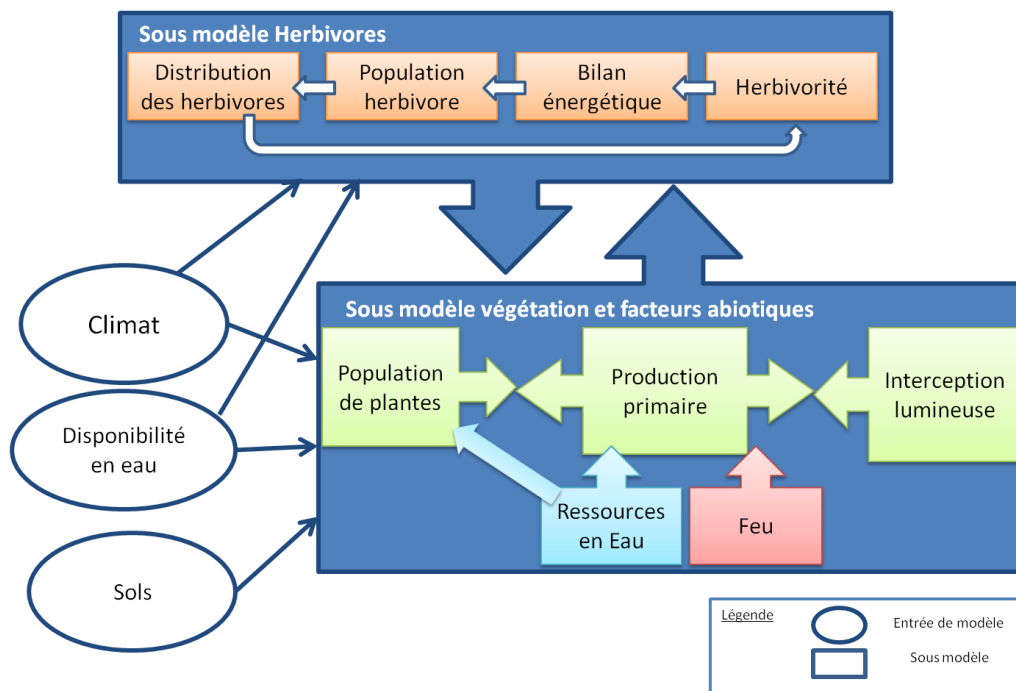 Sous modèle Herbivores
Distribution
des herbivores
Population
herbivore
Bilan
énergétique
Herbivorité
Climat
Disponibilité
en eau
Sols
Sous modèle végétation et facteurs abiotiques
Population
de plantes
Production
primaire
Interception
lumineuse
Ressources
en Eau
Feu
Légende
Entrée de modèle
Sous modèle